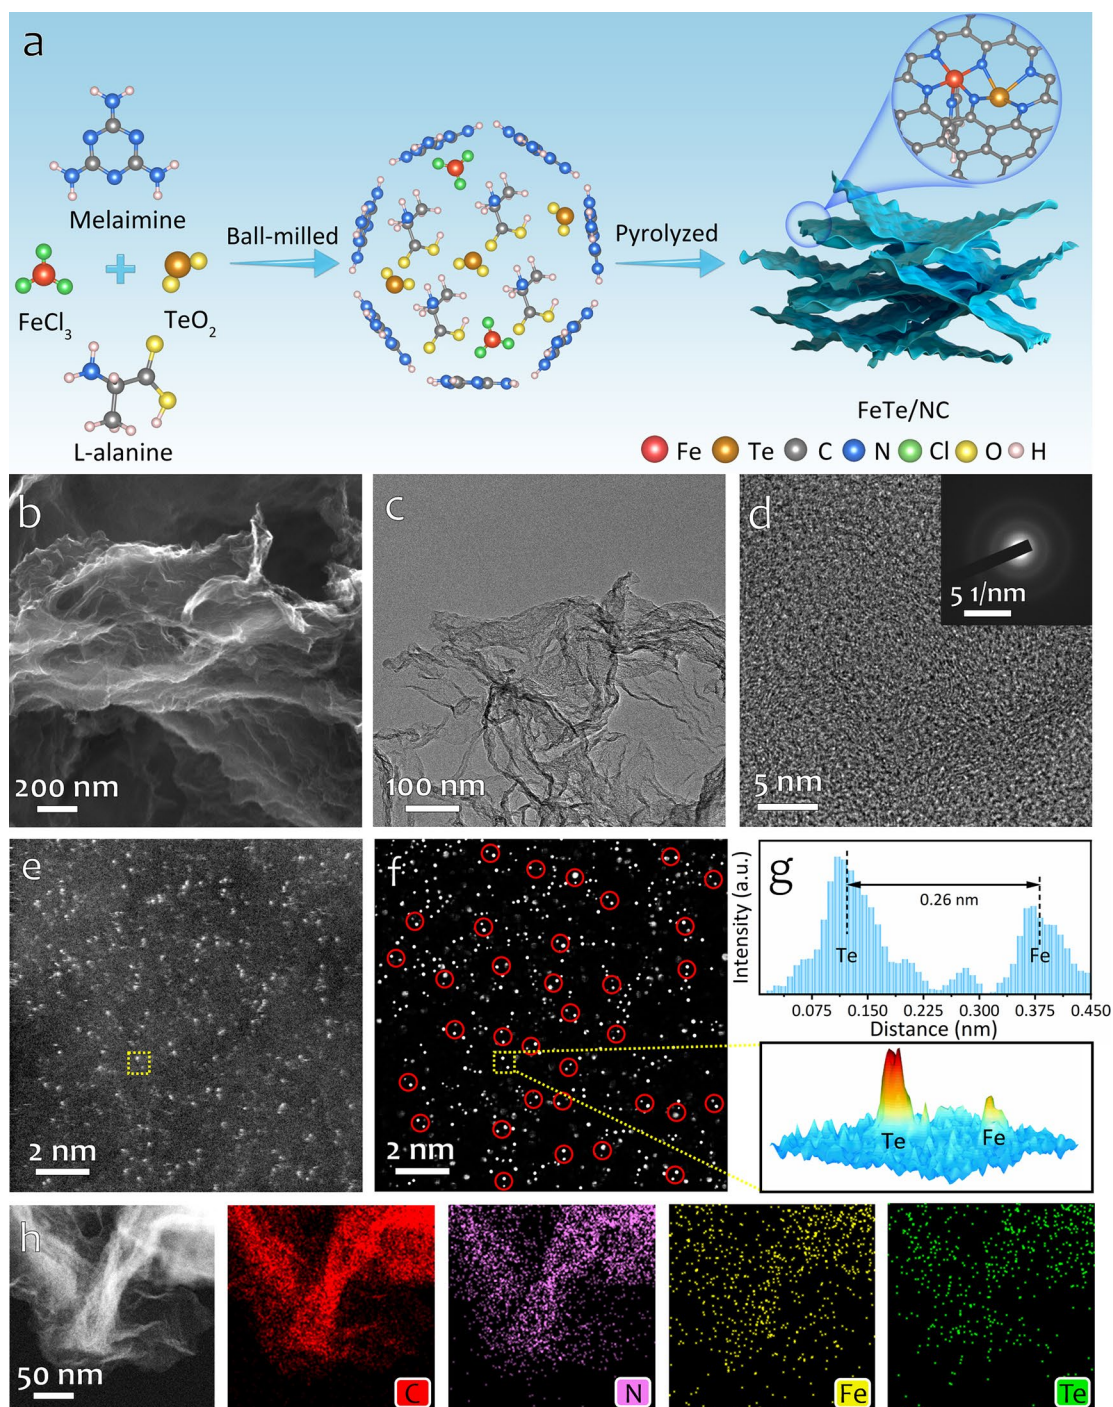 a
Melaimine
FeCl3
TeO2
L-alanine
Ball-milled
Pyrolyzed
FeTe/NC
Fe Te C N Cl O H
b
200 nm
c
100 nm
d
5 1/nm
5 nm
e
2 nm
f
2 nm
g
Intensity (a.u.)
0.26 nm
Te
Fe
0.075 0.150 0.225 0.300 0.375 0.450
Distance (nm)
Te
Fe
h
50 nm
C
N
Fe
Te